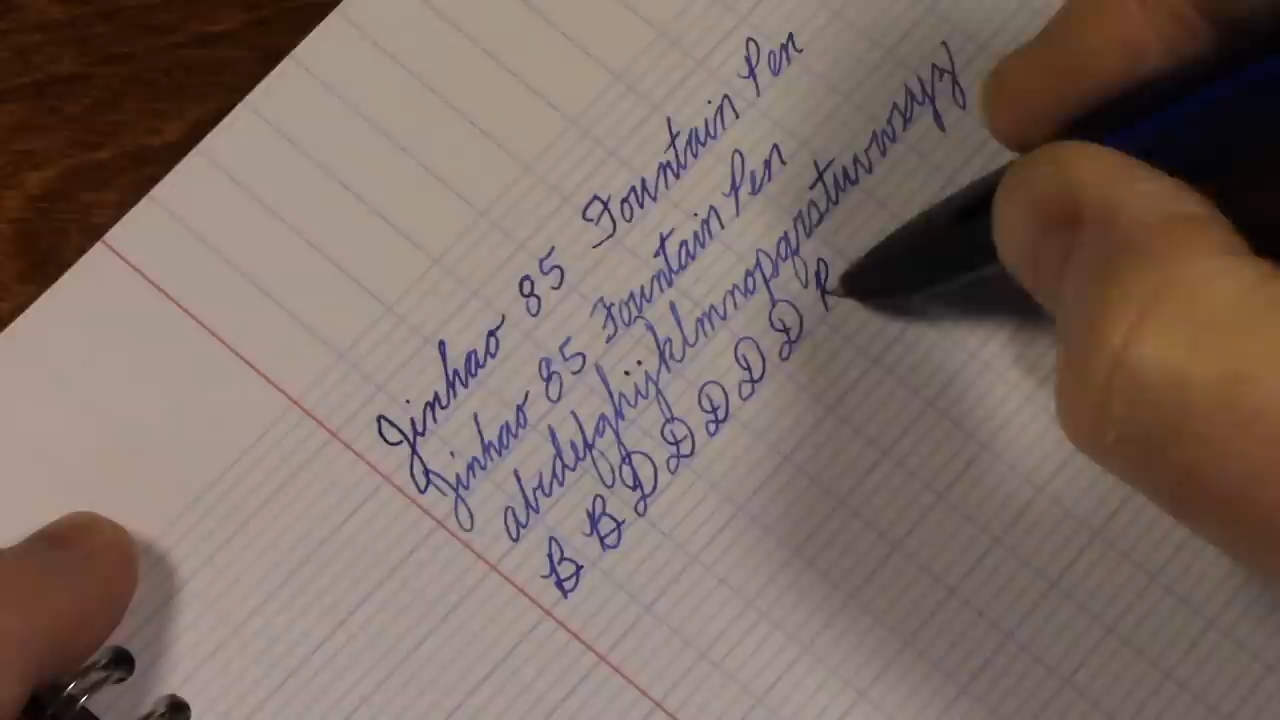 Jinhao 85 Fountain Pen
Jinhao 85 Fountain Pen
abcdefghijklmnopqrstuvwxyz
B B D D D D D R